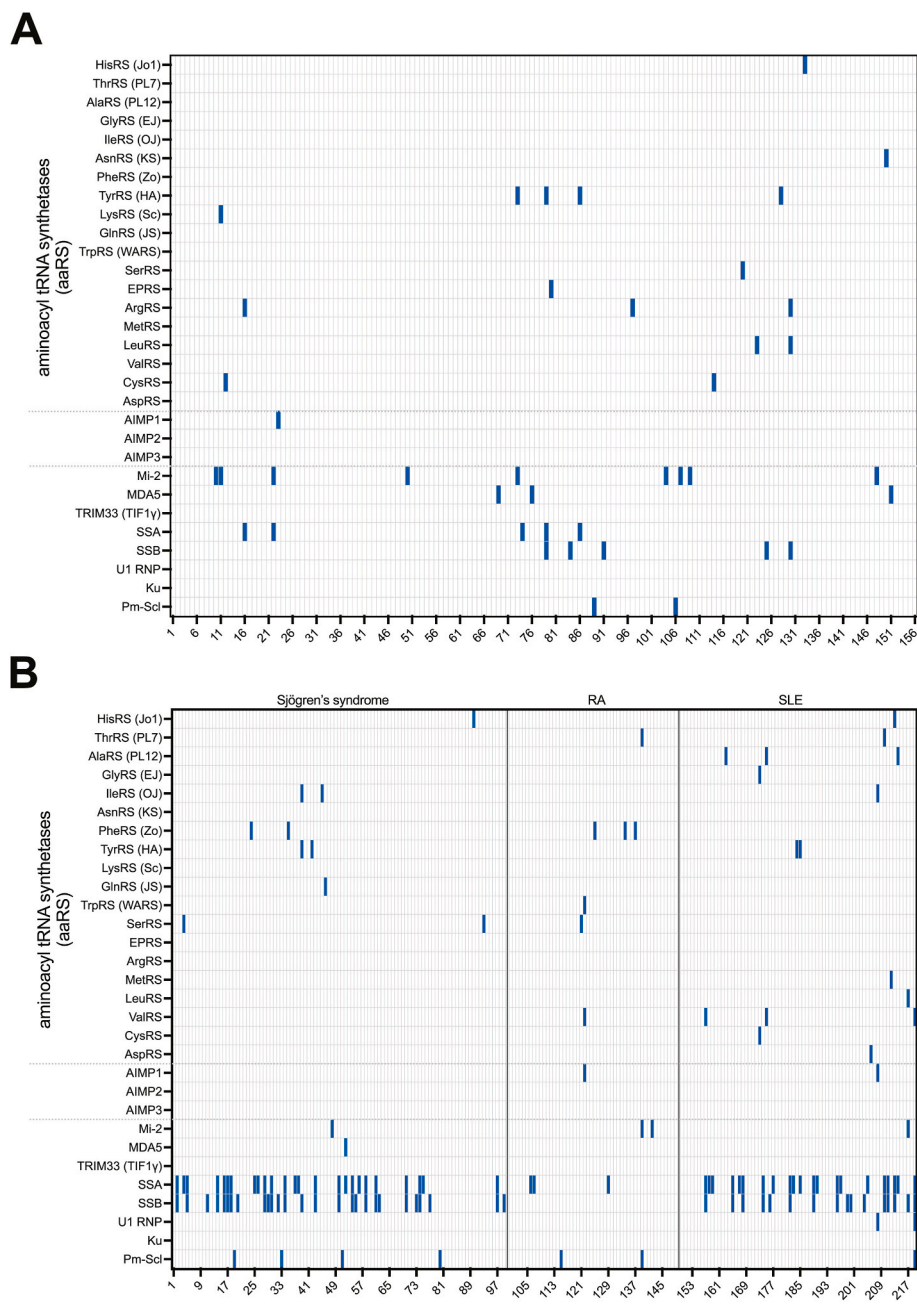 A
aminoacyl tRNA synthetases
(aaRS)
HisRS (Jo1)
ThrRS (PL7)
AlaRS (PL12)
GlyRS (EJ)
IleRS (OJ)
AsnRS (KS)
PheRS (Zo)
TyrRS (HA)
LysRS (Sc)
GlnRS (JS)
TrpRS (WARS)
SerRS
EPRS
ArgRS
MetRS
LeuRS
ValRS
CysRS
AspRS
AIMP1
AIMP2
AIMP3
Mi-2
MDA5
TRIM33 (TIF1γ)
SSA
SSB
U1 RNP
Ku
Pm-Scl
1 6 11 16 21 26 31 36 41 46 51 56 61 66 71 76 81 86 91 96 101 106 111 116 121 126 131 136 141 146 151 156
B
Sjögren's syndrome RA SLE
aminoacyl tRNA synthetases
(aaRS)
HisRS (Jo1)
ThrRS (PL7)
AlaRS (PL12)
GlyRS (EJ)
IleRS (OJ)
AsnRS (KS)
PheRS (Zo)
TyrRS (HA)
LysRS (Sc)
GlnRS (JS)
TrpRS (WARS)
SerRS
EPRS
ArgRS
MetRS
LeuRS
ValRS
CysRS
AspRS
AIMP1
AIMP2
AIMP3
Mi-2
MDA5
TRIM33 (TIF1γ)
SSA
SSB
U1 RNP
Ku
Pm-Scl
1 9 17 25 33 41 49 57 65 73 81 89 97 105 113 121 129 137 145 153 161 169 177 185 193 201 209 217